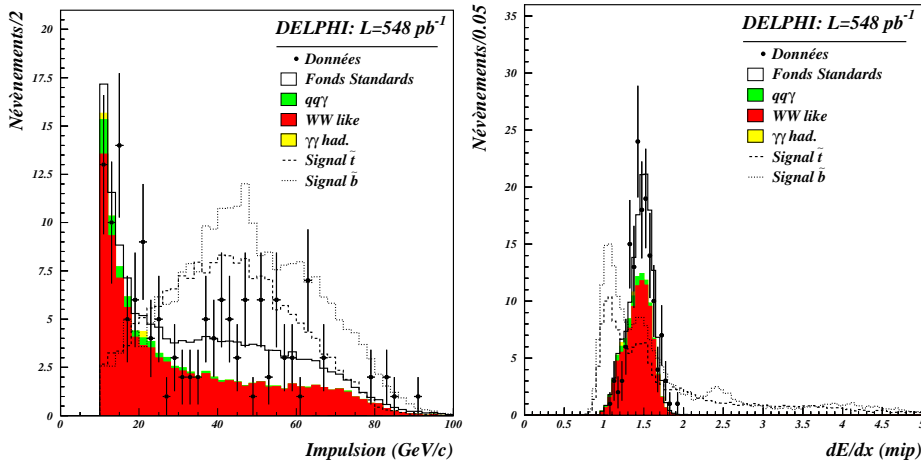 DELPHI: L=548 pb-1
Données
Fonds Standards
qqγ
WW like
γγ had.
Signal t̃
Signal b̃
Névènements/2
20
17.5
15
12.5
10
7.5
5
2.5
0
0 20 40 60 80 100
Impulsion (GeV/c)
DELPHI: L=548 pb-1
Données
Fonds Standards
qqγ
WW like
γγ had.
Signal t̃
Signal b̃
Névènements/0.05
35
30
25
20
15
10
5
0
0 0.5 1 1.5 2 2.5 3 3.5 4 4.5 5
dE/dx (mip)